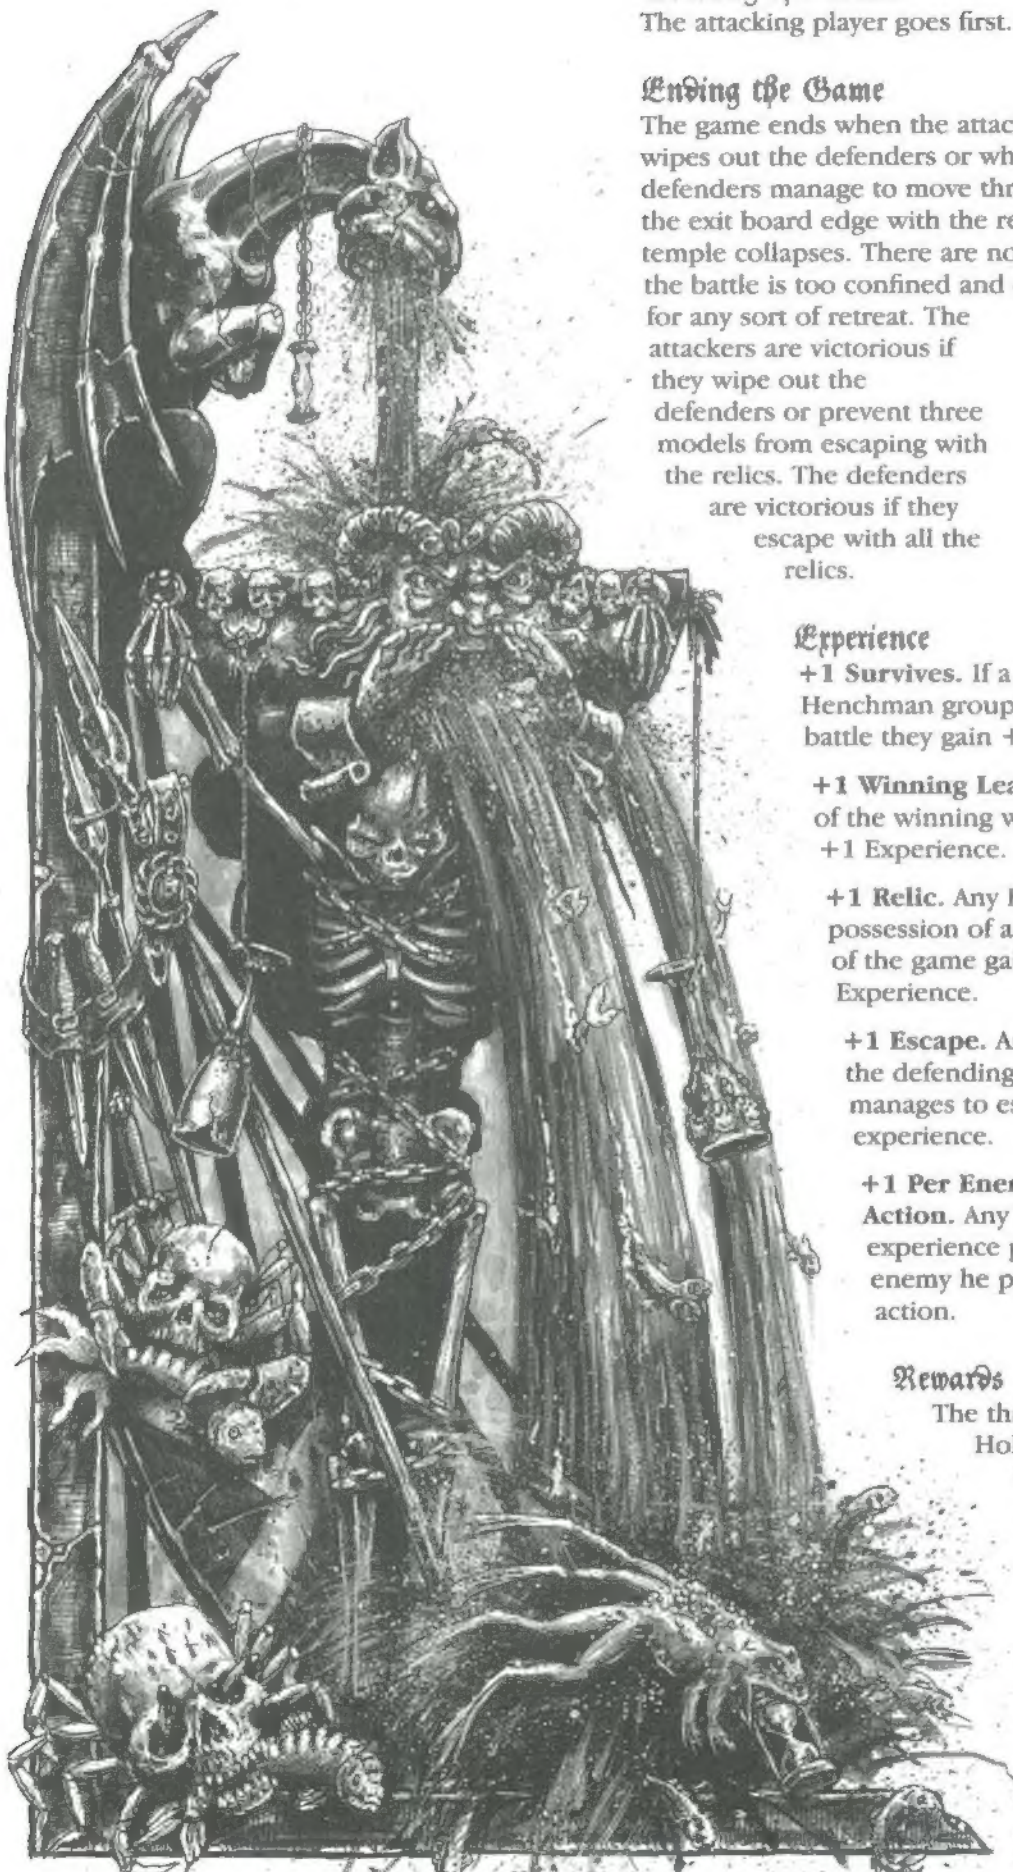 The attacking player goes first.
Ending the Game
The game ends when the attac
wipes out the defenders or wh
defenders manage to move thr
the exit board edge with the re
temple collapses. There are no
the battle is too confined and
for any sort of retreat. The
attackers are victorious if
they wipe out the
defenders or prevent three
models from escaping with
the relics. The defenders
are victorious if they
escape with all the
relics.
Experience
+1 Survives. If a
Henchman group
battle they gain +
+1 Winning Lea
of the winning w
+1 Experience.
+1 Relic. Any
possession of a
of the game ga
Experience.
+1 Escape. A
the defending
manages to es
experience.
+1 Per Ener
Action. Any
experience p
enemy he p
action.
Rewards
The th
Hol